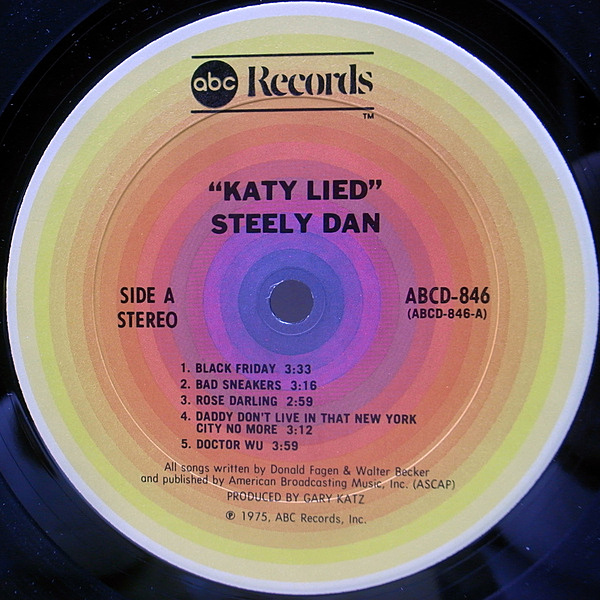 abc Records
TM
“KATY LIED”
STEELY DAN
SIDE A
STEREO
ABCD-846
(ABCD-846-A)
1. BLACK FRIDAY 3:33
2. BAD SNEAKERS 3:16
3. ROSE DARLING 2:59
4. DADDY DON'T LIVE IN THAT NEW YORK
CITY NO MORE 3:12
5. DOCTOR WU 3:59
All songs written by Donald Fagen & Walter Becker
and published by American Broadcasting Music, Inc. (ASCAP)
PRODUCED BY GARY KATZ
℗ 1975, ABC Records, Inc.